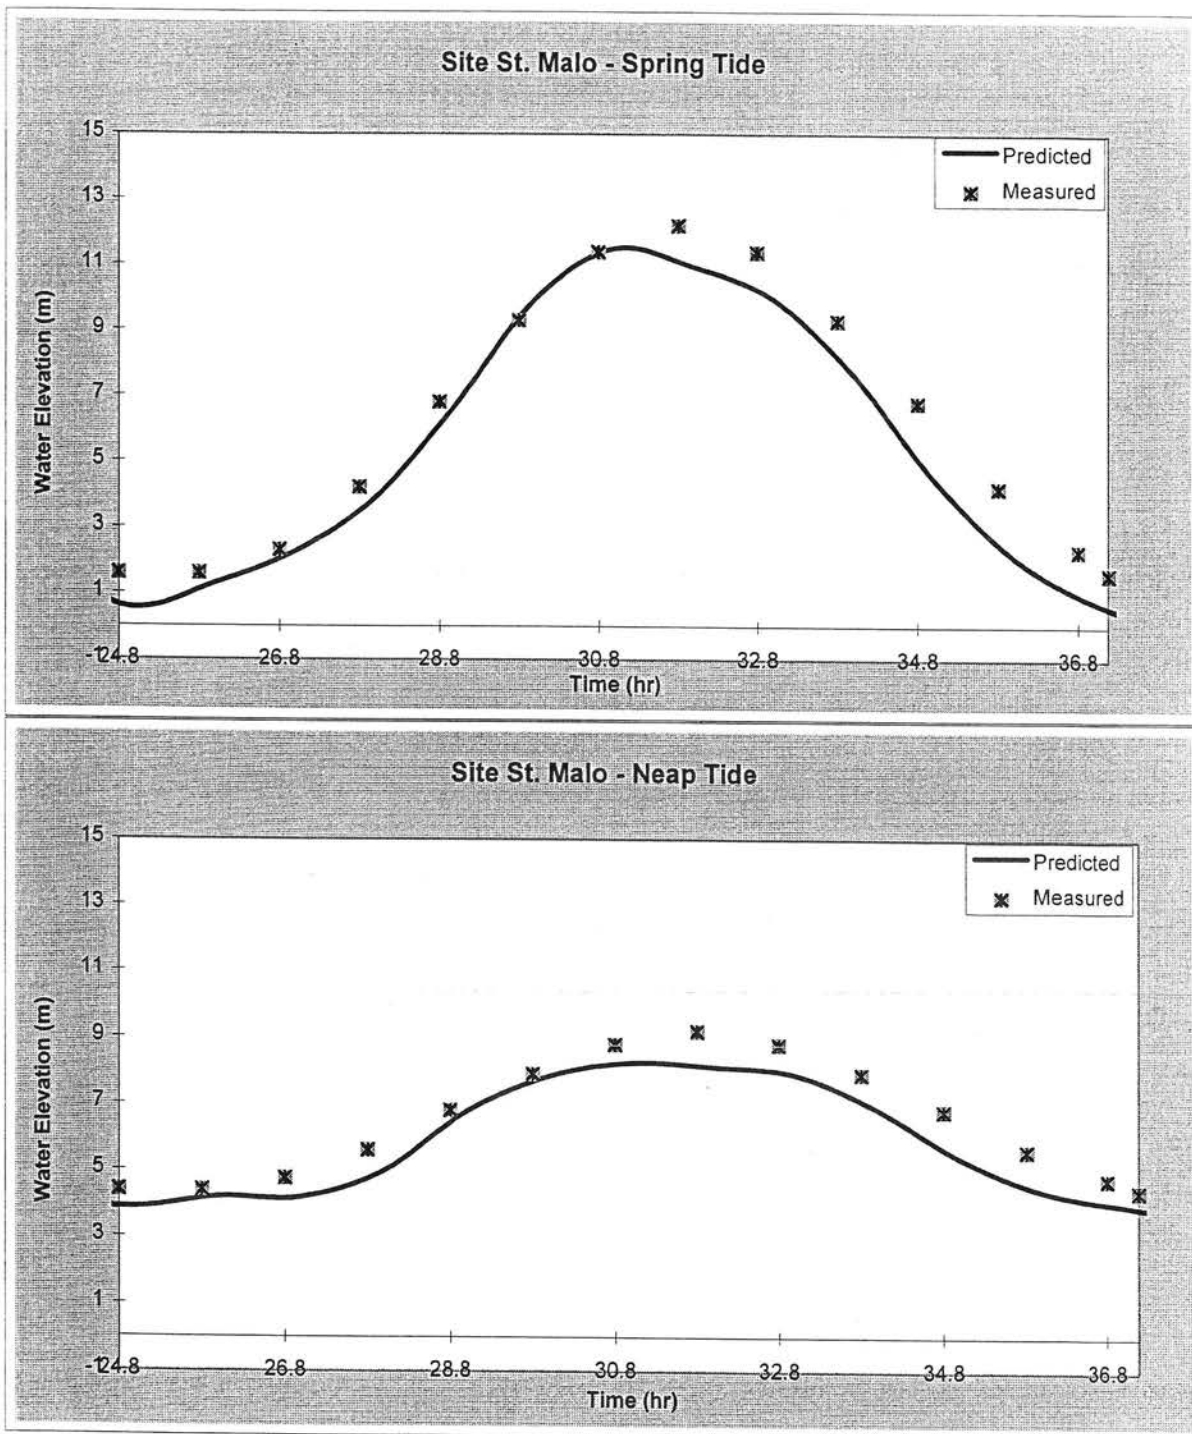 Site St. Malo - Spring Tide
15
13
11
9
7
5
3
1
-1
Water Elevation (m)
Predicted
Measured
24.8 26.8 28.8 30.8 32.8 34.8 36.8
Time (hr)
Site St. Malo - Neap Tide
15
13
11
9
7
5
3
1
-1
Water Elevation (m)
Predicted
Measured
24.8 26.8 28.8 30.8 32.8 34.8 36.8
Time (hr)